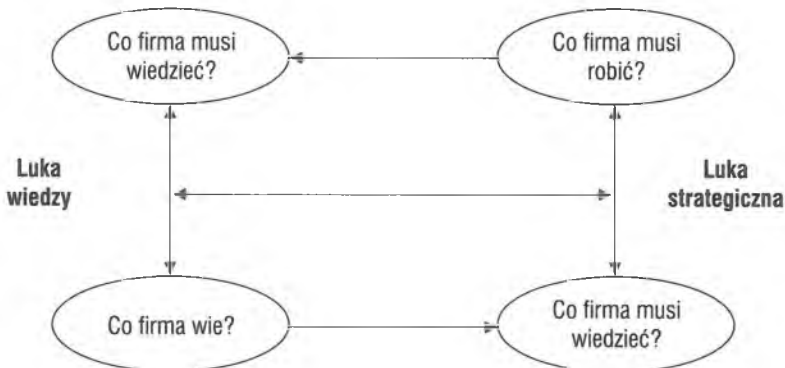 Co firma musi
wiedzieć?
Co firma musi
robić?
Luka
wiedzy
Luka
strategiczna
Co firma wie?
Co firma musi
wiedzieć?